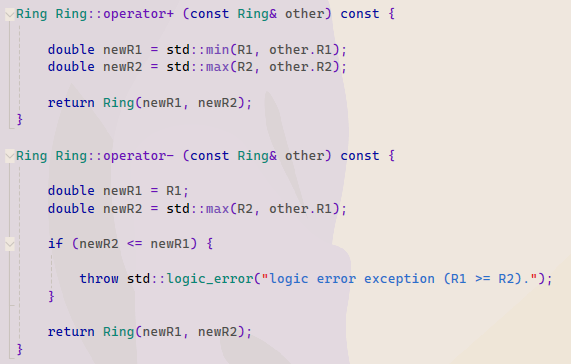 Ring Ring::operator+ (const Ring& other) const {
double newR1 = std::min(R1, other.R1);
double newR2 = std::max(R2, other.R2);
return Ring(newR1, newR2);
}
Ring Ring::operator- (const Ring& other) const {
double newR1 = R1;
double newR2 = std::max(R2, other.R1);
if (newR2 <= newR1) {
throw std::logic_error("logic error exception (R1 >= R2).");
}
return Ring(newR1, newR2);
}